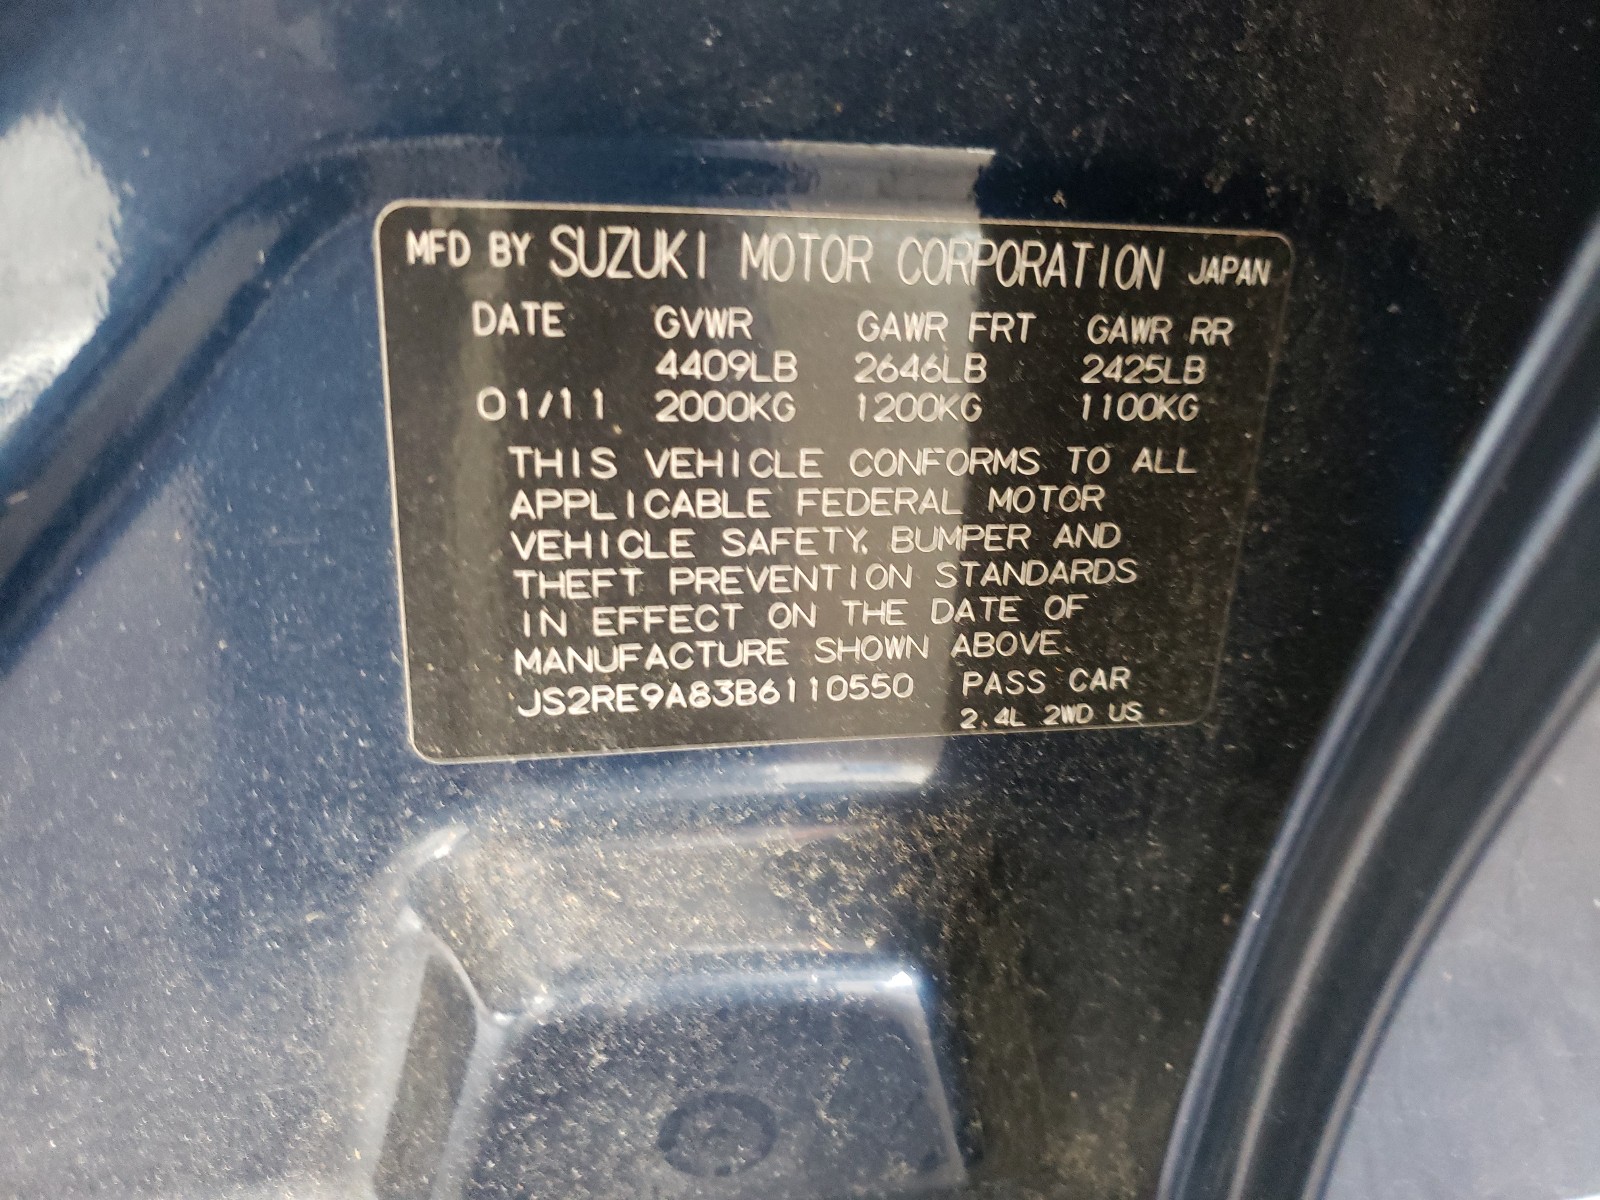 MFD BY SUZUKI MOTOR CORPORATION JAPAN
DATE GVWR GAWR FRT GAWR RR
4409LB 2646LB 2425LB
01/11 2000KG 1200KG 1100KG
THIS VEHICLE CONFORMS TO ALL
APPLICABLE FEDERAL MOTOR
VEHICLE SAFETY, BUMPER AND
THEFT PREVENTION STANDARDS
IN EFFECT ON THE DATE OF
MANUFACTURE SHOWN ABOVE.
JS2RE9A83B6110550 PASS CAR
2.4L 2WD US